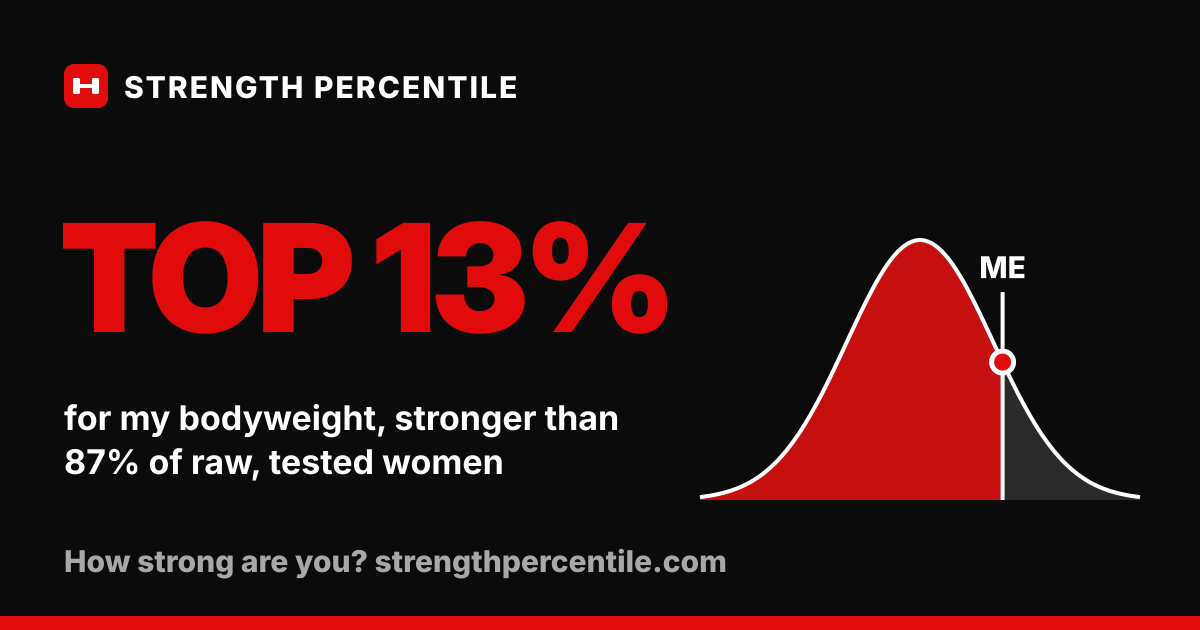 STRENGTH PERCENTILE
TOP 13%
ME
for my bodyweight, stronger than
87% of raw, tested women
How strong are you? strengthpercentile.com